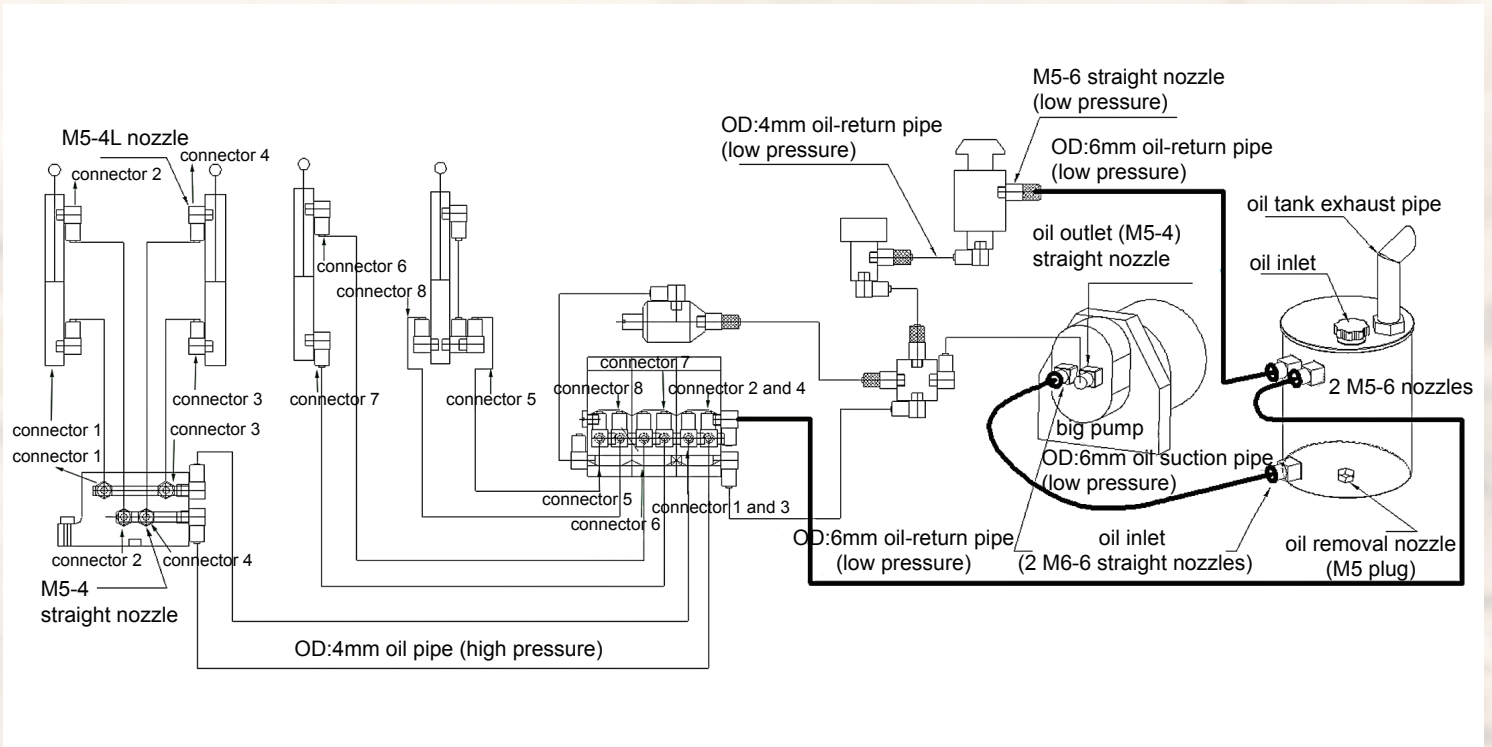 M5-6 straight nozzle
(low pressure)
OD:4mm oil-return pipe
(low pressure)
OD:6mm oil-return pipe
(low pressure)
M5-4L nozzle
connector 4
connector 2
oil tank exhaust pipe
oil outlet (M5-4)
straight nozzle
oil inlet
connector 6
connector 8
connector 7
connector 8
connector 2 and 4
2 M5-6 nozzles
connector 3
connector 7
connector 5
connector 1
connector 3
connector 1
big pump
OD:6mm oil suction pipe
(low pressure)
connector 5
connector 1 and 3
connector 6
connector 2
connector 4
OD:6mm oil-return pipe
(low pressure)
oil inlet
(2 M6-6 straight nozzles)
oil removal nozzle
(M5 plug)
M5-4
straight nozzle
OD:4mm oil pipe (high pressure)